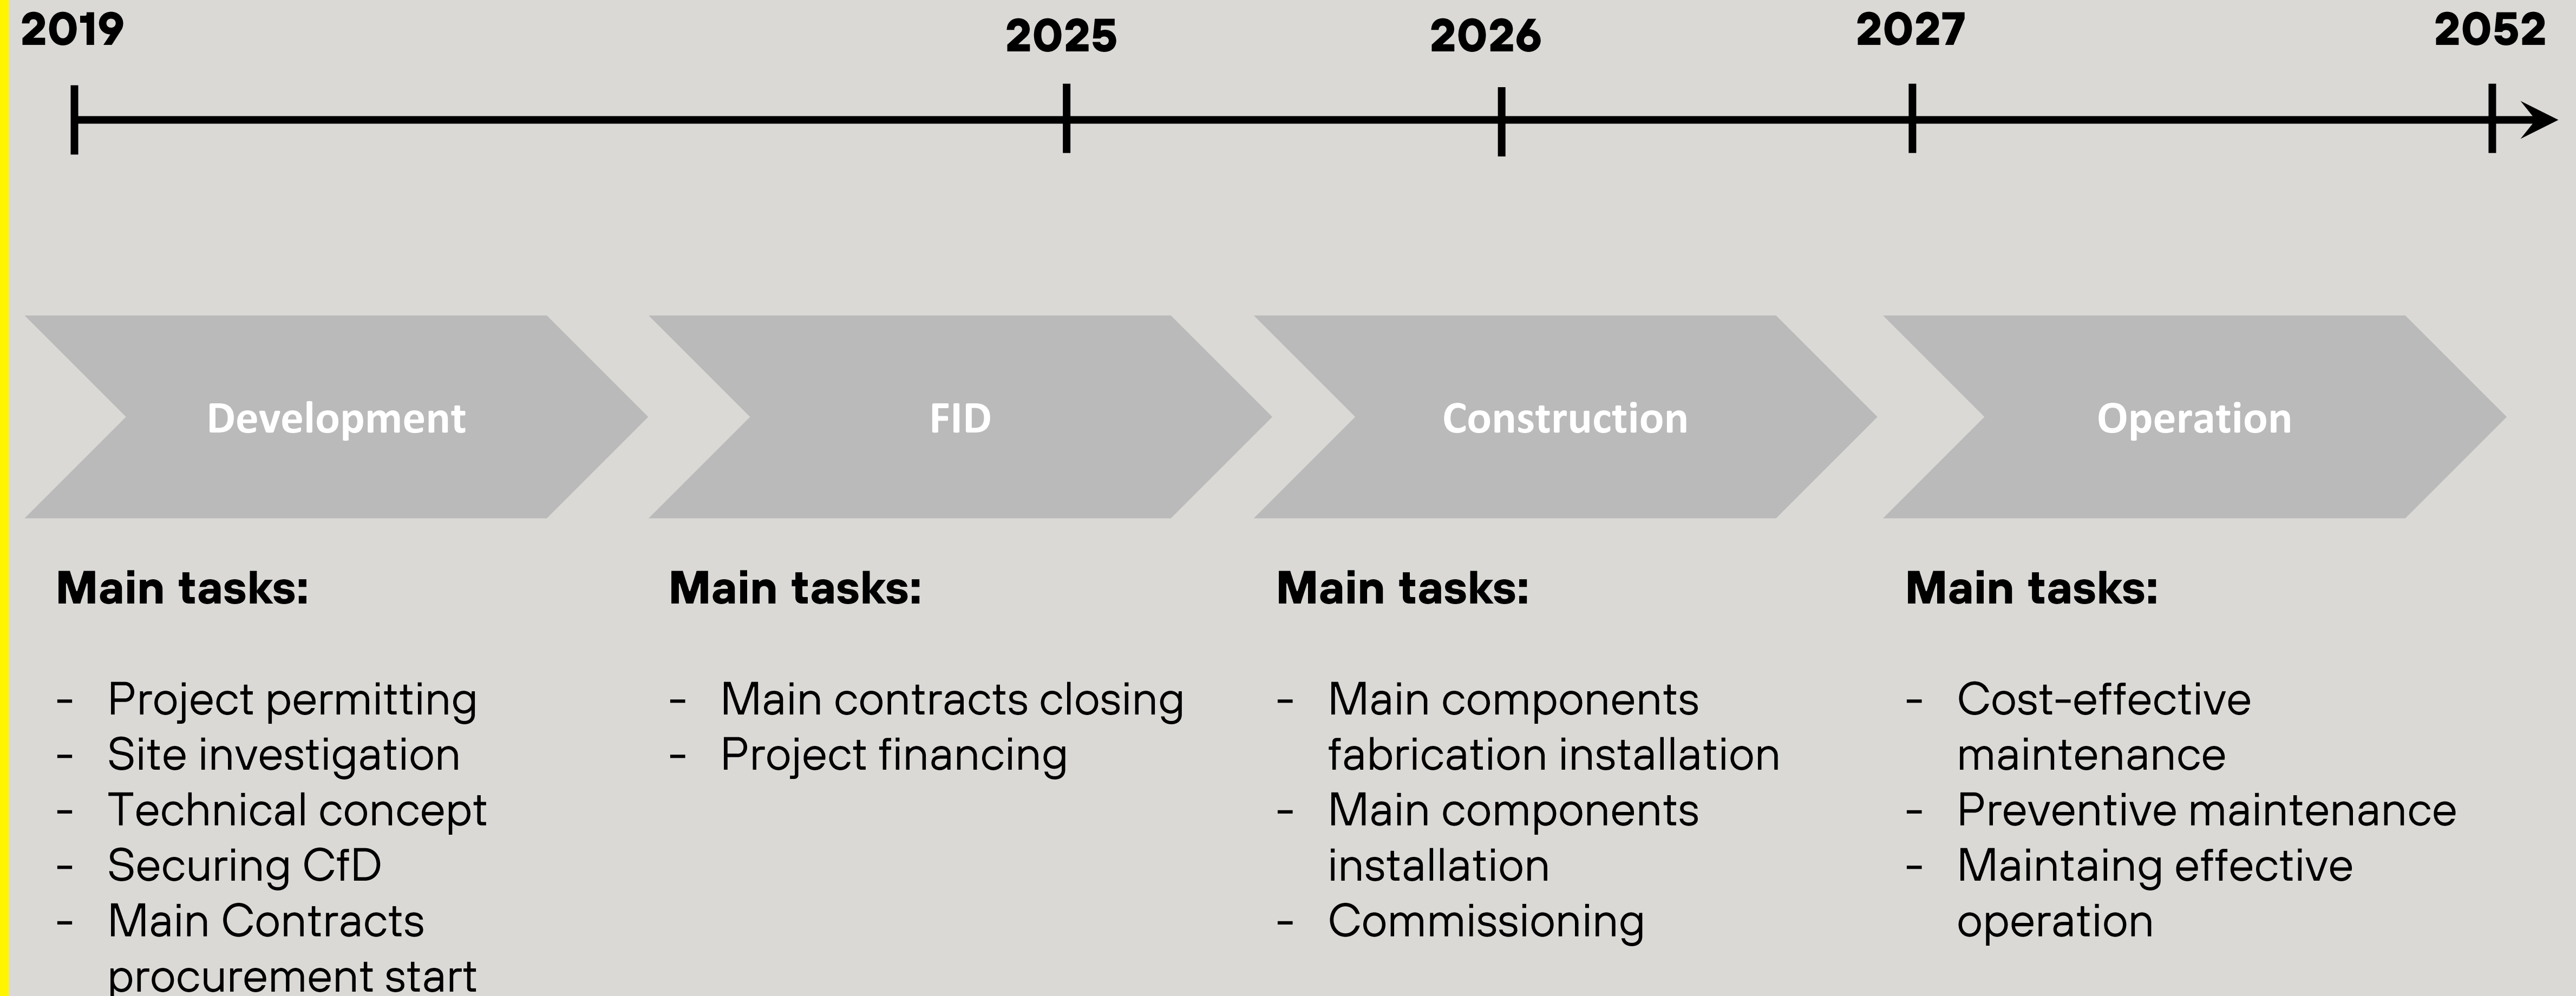 2019
2025
2026
2027
2052
Development
FID
Construction
Operation
Main tasks:
- Project permitting
- Site investigation
- Technical concept
- Securing CfD
- Main Contracts
procurement start
Main tasks:
- Main contracts closing
- Project financing
Main tasks:
- Main components
fabrication installation
- Main components
installation
- Commissioning
Main tasks:
- Cost-effective
maintenance
- Preventive maintenance
- Maintaing effective
operation